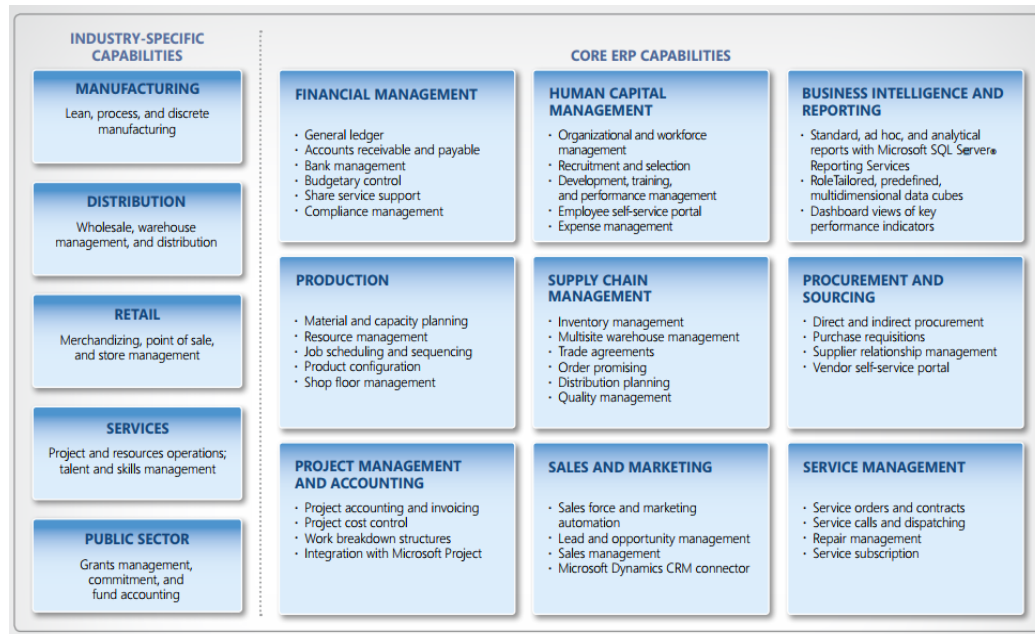 INDUSTRY-SPECIFIC
CAPABILITIES
MANUFACTURING
Lean, process, and discrete
manufacturing
DISTRIBUTION
Wholesale, warehouse
management, and distribution
RETAIL
Merchandizing, point of sale,
and store management
SERVICES
Project and resources operations;
talent and skills management
PUBLIC SECTOR
Grants management,
commitment, and
fund accounting
CORE ERP CAPABILITIES
FINANCIAL MANAGEMENT
· General ledger
· Accounts receivable and payable
· Bank management
· Budgetary control
· Share service support
· Compliance management
HUMAN CAPITAL
MANAGEMENT
· Organizational and workforce
management
· Recruitment and selection
· Development, training,
and performance management
· Employee self-service portal
· Expense management
BUSINESS INTELLIGENCE AND
REPORTING
· Standard, ad hoc, and analytical
reports with Microsoft SQL Server®
Reporting Services
· RoleTailored, predefined,
multidimensional data cubes
· Dashboard views of key
performance indicators
PRODUCTION
· Material and capacity planning
· Resource management
· Job scheduling and sequencing
· Product configuration
· Shop floor management
SUPPLY CHAIN
MANAGEMENT
· Inventory management
· Multisite warehouse management
· Trade agreements
· Order promising
· Distribution planning
· Quality management
PROCUREMENT AND
SOURCING
· Direct and indirect procurement
· Purchase requisitions
· Supplier relationship management
· Vendor self-service portal
PROJECT MANAGEMENT
AND ACCOUNTING
· Project accounting and invoicing
· Project cost control
· Work breakdown structures
· Integration with Microsoft Project
SALES AND MARKETING
· Sales force and marketing
automation
· Lead and opportunity management
· Sales management
· Microsoft Dynamics CRM connector
SERVICE MANAGEMENT
· Service orders and contracts
· Service calls and dispatching
· Repair management
· Service subscription